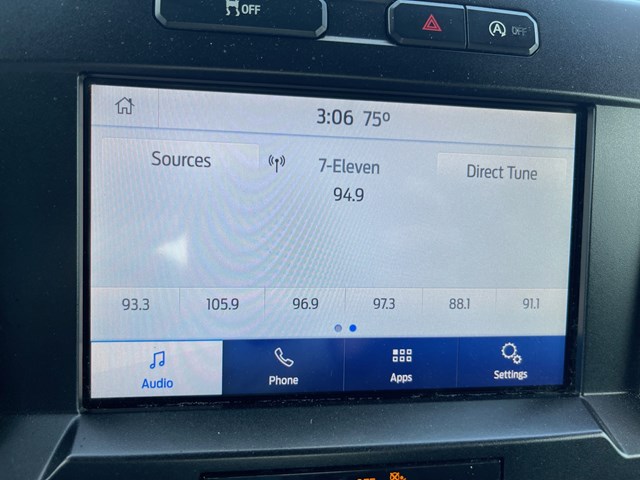 OFF
OFF
3:06 75º
Sources
7-Eleven
94.9
Direct Tune
93.3 105.9 96.9 97.3 88.1 91.1
Audio Phone Apps Settings